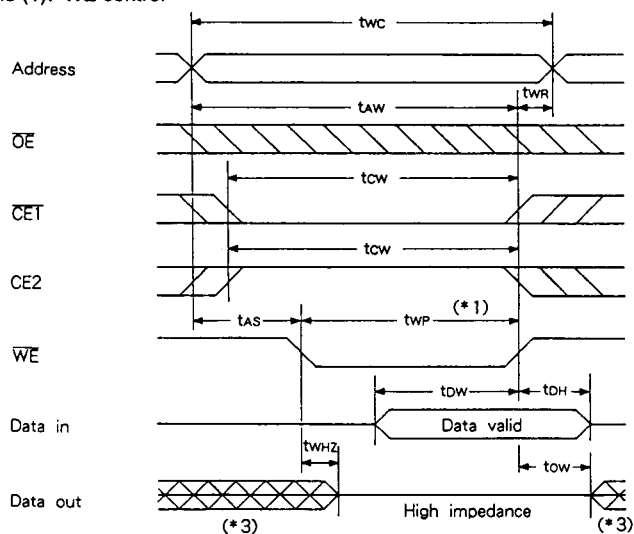 (1): WE control
tWC
Address
tWR
tAW
OE
tCW
CE1
tCW
CE2
(*1)
tAS
tWP
WE
tDW
tDH
Data in
Data valid
tWHZ
tOW
Data out
High impedance
(*3)
(*3)